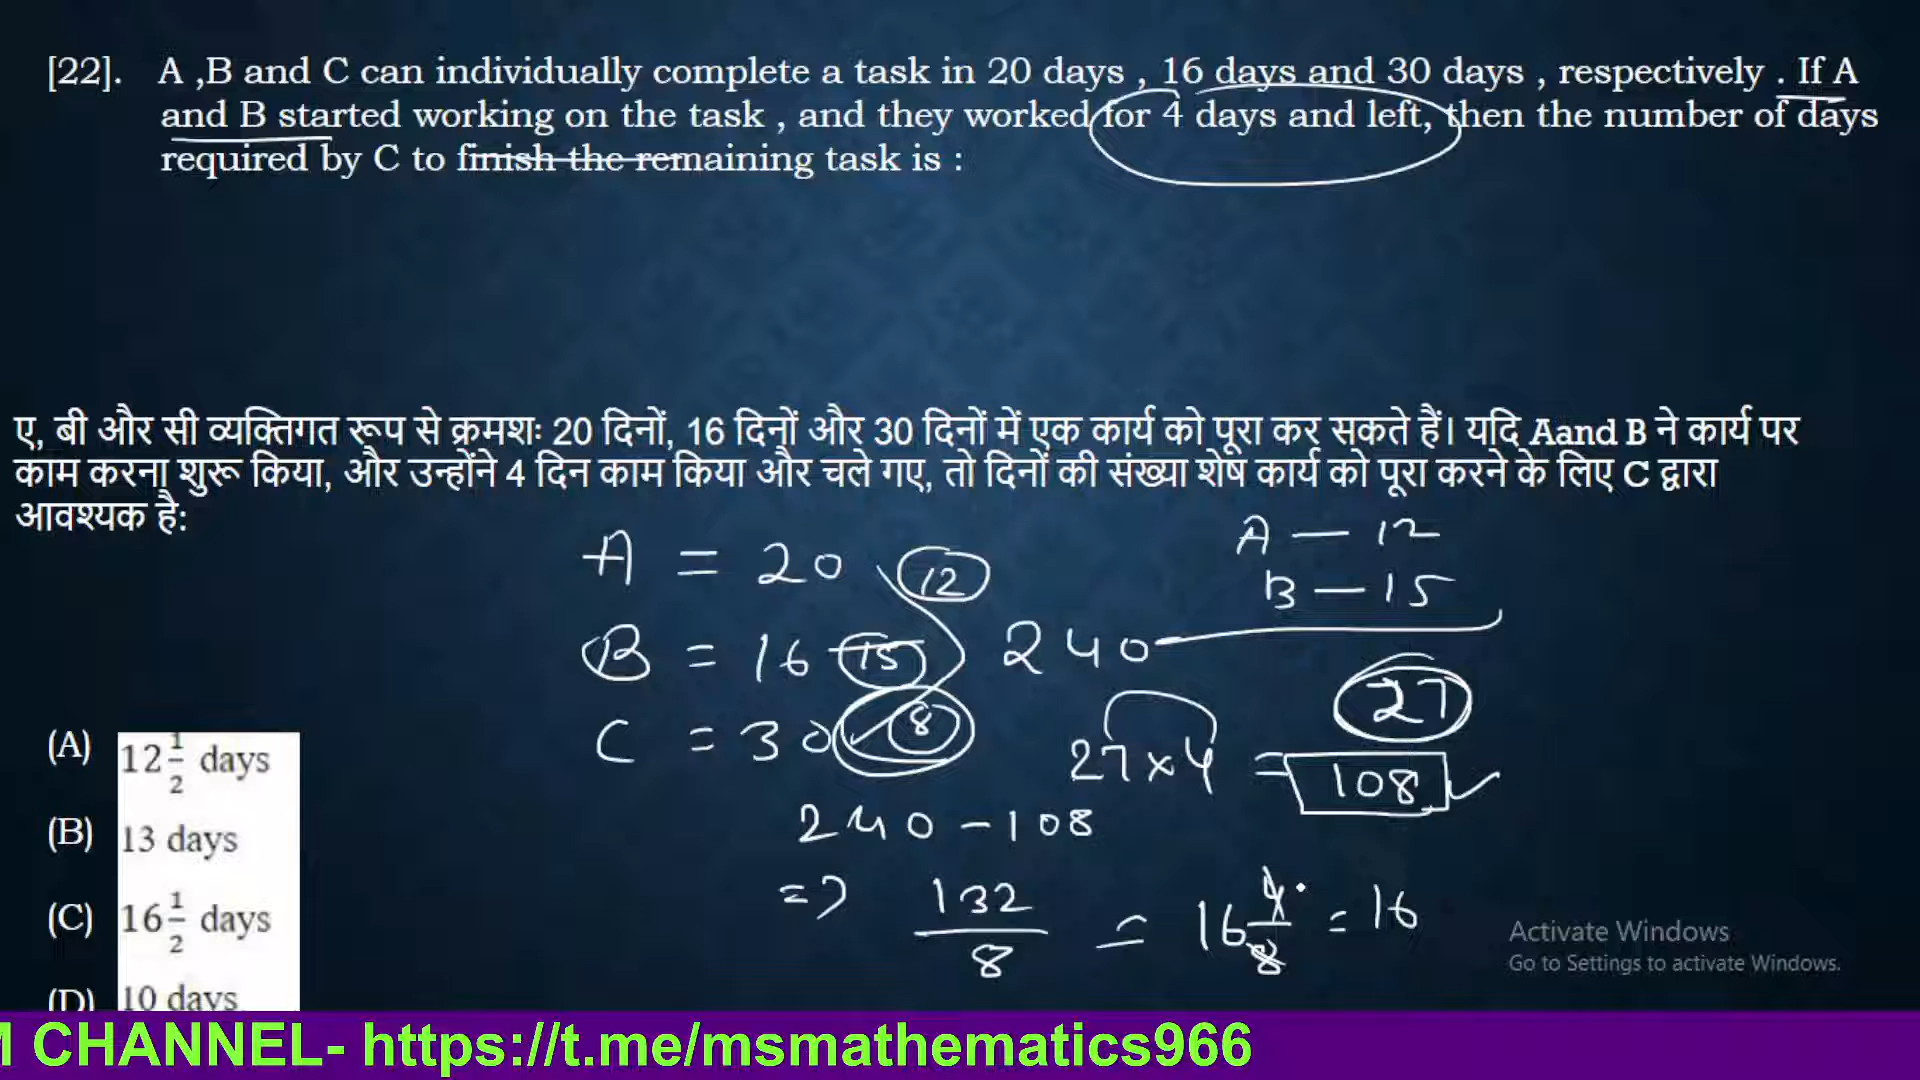 [22]. A ,B and C can individually complete a task in 20 days , 16 days and 30 days , respectively . If A
and B started working on the task , and they worked for 4 days and left, then the number of days
required by C to finish the remaining task is :
ए, बी और सी व्यक्तिगत रूप से क्रमशः 20 दिनों, 16 दिनों और 30 दिनों में एक कार्य को पूरा कर सकते हैं। यदि Aand B ने कार्य पर
काम करना शुरू किया, और उन्होंने 4 दिन काम किया और चले गए, तो दिनों की संख्या शेष कार्य को पूरा करने के लिए C द्वारा
आवश्यक है:
A = 20 12
B = 16 15 240
C = 30 8
A — 12
B — 15
27
27 × 4 = 108
240 - 108
=> 132/8 = 16 4/8 = 16
(A) 12 1/2 days
(B) 13 days
(C) 16 1/2 days
(D) 10 days
Activate Windows
Go to Settings to activate Windows.
M CHANNEL- https://t.me/msmathematics966